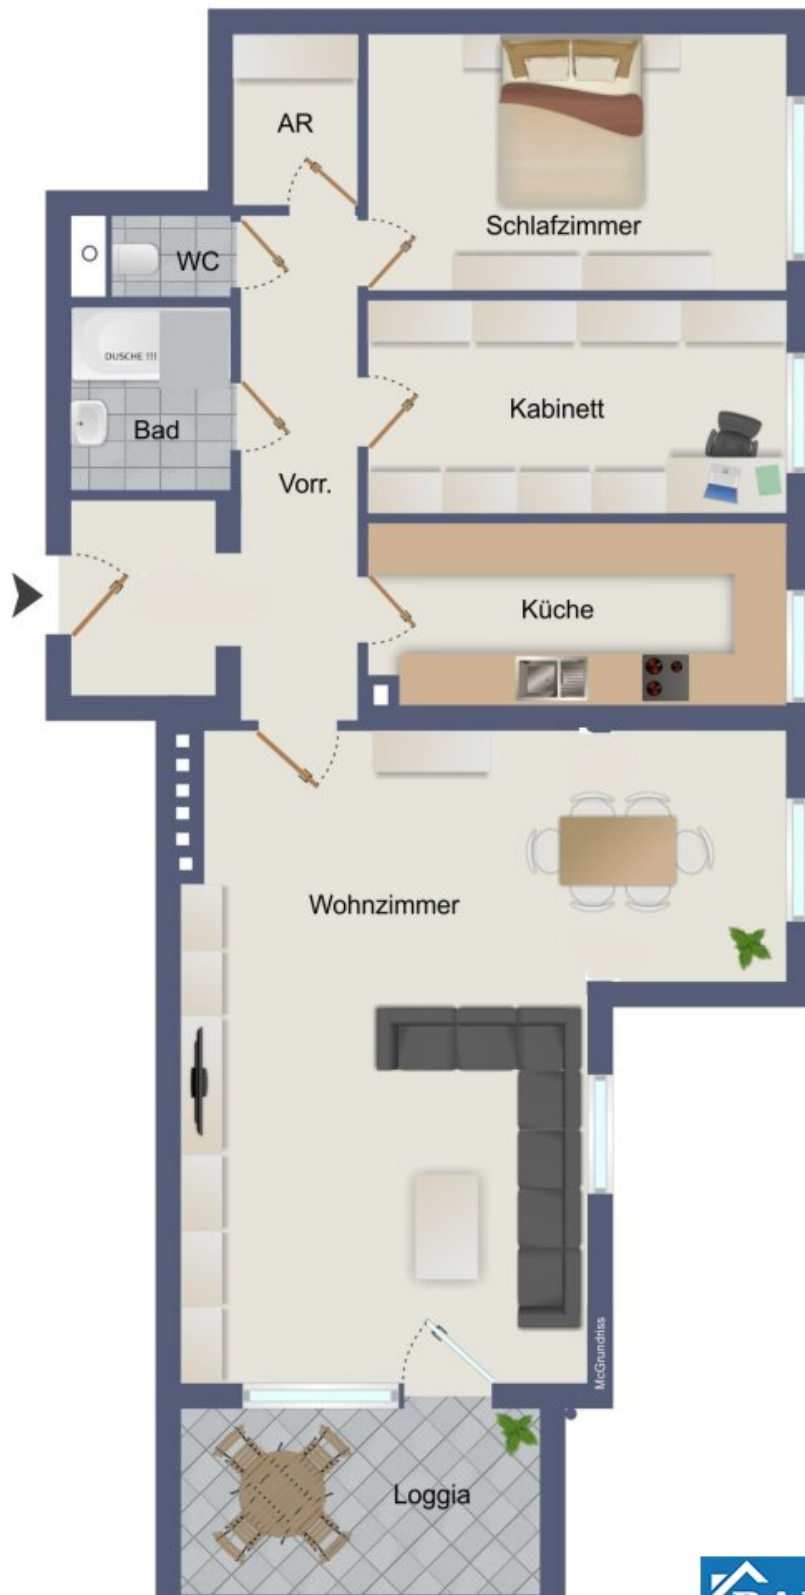 AR
Schlafzimmer
WC
DUSCHE !!!
Bad
Kabinett
Vorr.
Küche
Wohnzimmer
McGrundriss
Loggia